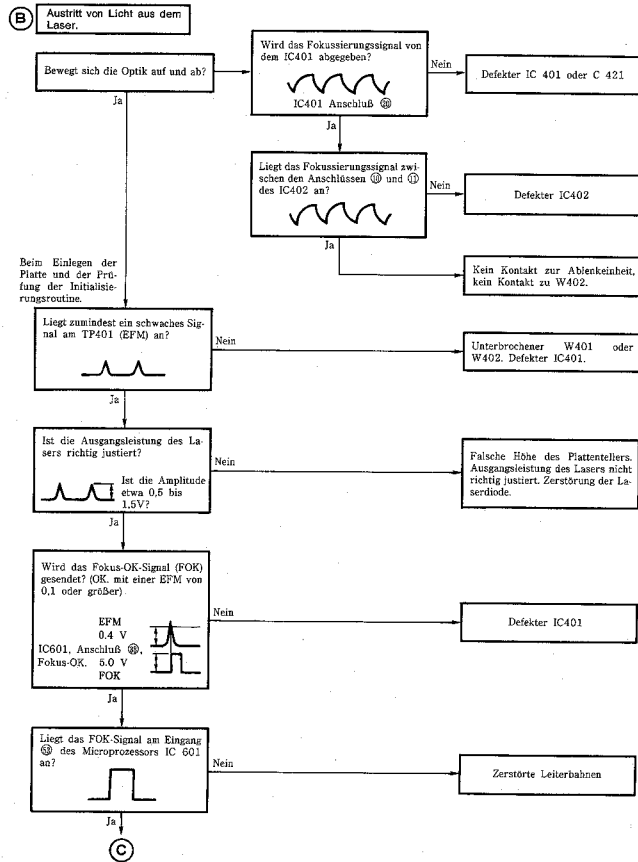 B
Austritt von Licht aus dem
Laser.
Bewegt sich die Optik auf und ab?
Wird das Fokussierungssignal von
dem IC401 abgegeben?
IC401 Anschluß
Nein
Defekter IC 401 oder C 421
Ja
Ja
Liegt das Fokussierungssignal zwi-
schen den Anschlüssen ⑩ und ⑪
des IC402 an?
Nein
Defekter IC402
Ja
Kein Kontakt zur Ablenkeinheit,
kein Kontakt zu W402.
Beim Einlegen der
Platte und der Prü-
fung der Initialisie-
rungsroutine.
Liegt zumindest ein schwaches Sig-
nal am TP401 (EFM) an?
Nein
Unterbrochener W401 oder
W402. Defekter IC401.
Ja
Ist die Ausgangsleistung des La-
sers richtig justiert?
Ist die Amplitude
etwa 0,5 bis
1,5V?
Nein
Falsche Höhe des Plattentellers.
Ausgangsleistung des Lasers nicht
richtig justiert. Zerstörung der La-
serdiode.
Ja
Wird das Fokus-OK-Signal (FOK)
gesendet? (OK. mit einer EFM von
0,1 oder größer)
EFM
0.4 V
IC601, Anschluß
Fokus-OK. 5.0 V
FOK
Nein
Defekter IC401
Ja
Liegt das FOK-Signal am Eingang
des Microprozessors IC 601
an?
Nein
Zerstörte Leiterbahnen
Ja
C